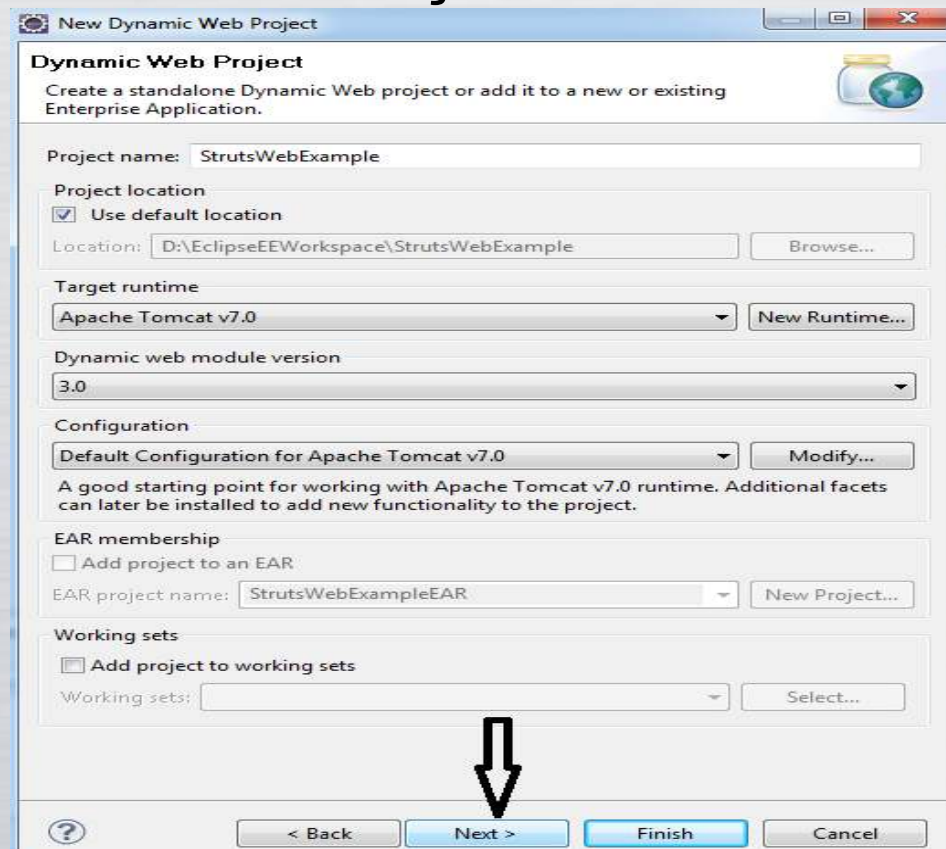 New Dynamic Web Project
Dynamic Web Project
Create a standalone Dynamic Web project or add it to a new or existing
Enterprise Application.
Project name: StrutsWebExample
Project location
Use default location
Location: D:\EclipseEEWorkspace\StrutsWebExample Browse...
Target runtime
Apache Tomcat v7.0 New Runtime...
Dynamic web module version
3.0
Configuration
Default Configuration for Apache Tomcat v7.0 Modify...
A good starting point for working with Apache Tomcat v7.0 runtime. Additional facets
can later be installed to add new functionality to the project.
EAR membership
Add project to an EAR
EAR project name: StrutsWebExampleEAR New Project...
Working sets
Add project to working sets
Working sets: Select...
< Back Next > Finish Cancel